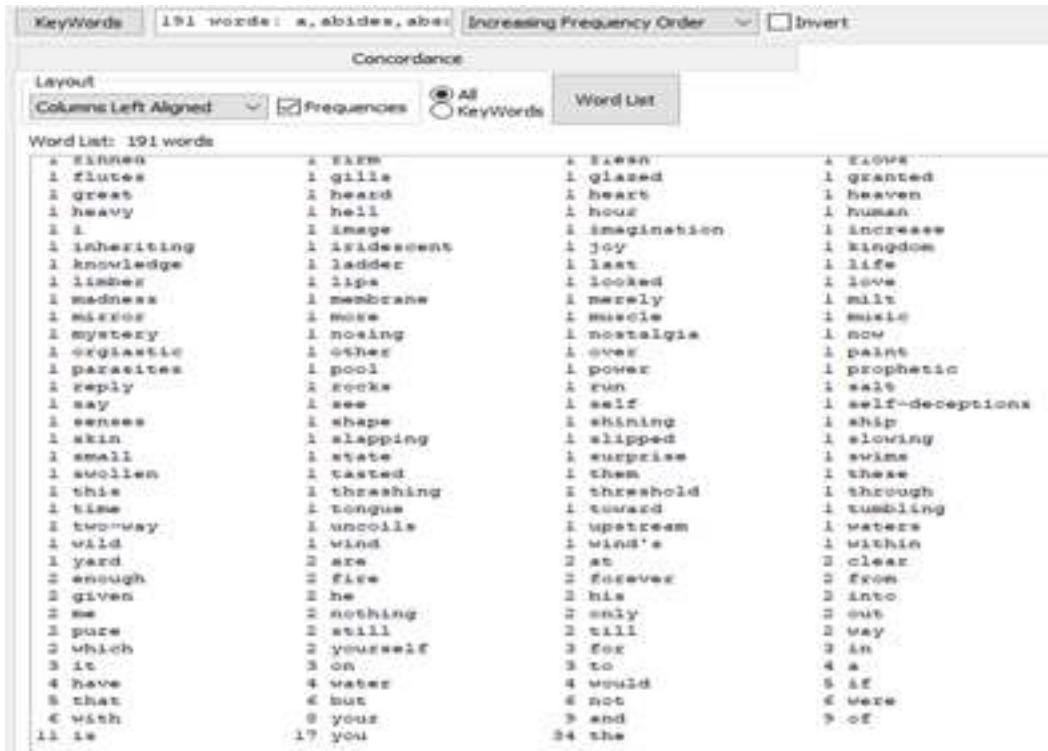 KeyWords 191 words: a,abides,abs Increasing Frequency Order Invert
Concordance
Layout
Columns Left Aligned Frequencies All KeyWords Word List
Word List: 191 words
1 finned 1 firm 1 flesh 1 flows
1 flutes 1 gills 1 glazed 1 granted
1 great 1 heard 1 heart 1 heaven
1 heavy 1 hell 1 hour 1 human
1 i 1 image 1 imagination 1 increase
1 inheriting 1 iridescent 1 joy 1 kingdom
1 knowledge 1 ladder 1 last 1 life
1 limber 1 lips 1 looked 1 love
1 madness 1 membrane 1 merely 1 milt
1 mirror 1 more 1 muscle 1 music
1 mystery 1 nosing 1 nostalgia 1 now
1 orgiastic 1 other 1 over 1 paint
1 parasites 1 pool 1 power 1 prophetic
1 reply 1 rocks 1 run 1 salt
1 say 1 see 1 self 1 self-deceptions
1 senses 1 shape 1 shining 1 ship
1 skin 1 slapping 1 slipped 1 slowing
1 small 1 state 1 surprise 1 swims
1 swollen 1 tasted 1 them 1 these
1 this 1 thrashing 1 threshold 1 through
1 time 1 tongue 1 toward 1 tumbling
1 two-way 1 uncoils 1 upstream 1 waters
1 wild 1 wind 1 wind's 1 within
1 yard 2 are 2 at 2 clear
2 enough 2 fire 2 forever 2 from
2 given 2 he 2 his 2 into
2 me 2 nothing 2 only 2 out
2 pure 2 still 2 till 2 way
2 which 2 yourself 3 for 3 in
3 it 3 on 3 to 4 a
4 have 4 water 4 would 5 if
5 that 6 but 6 not 6 were
6 with 8 your 9 and 9 of
11 is 17 you 34 the